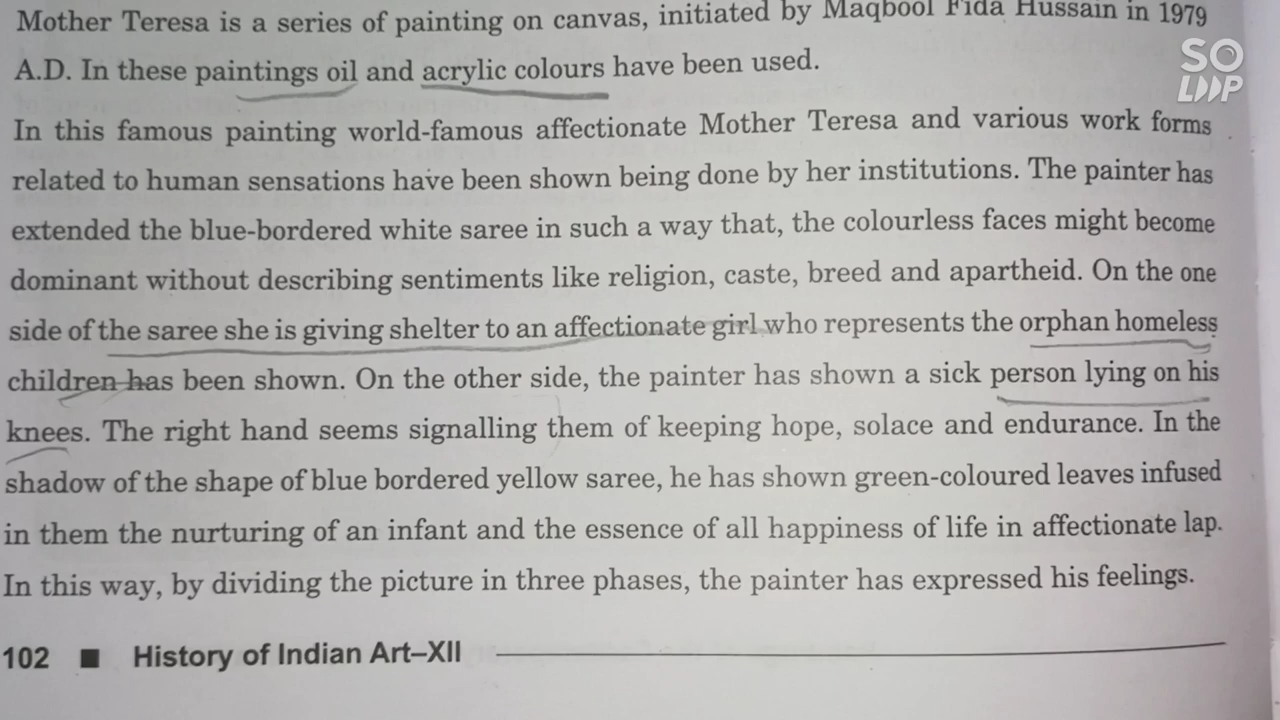 Mother Teresa is a series of painting on canvas, initiated by Maqbool Fida Hussain in 1979
A.D. In these paintings oil and acrylic colours have been used.
In this famous painting world-famous affectionate Mother Teresa and various work forms
related to human sensations have been shown being done by her institutions. The painter has
extended the blue-bordered white saree in such a way that, the colourless faces might become
dominant without describing sentiments like religion, caste, breed and apartheid. On the one
side of the saree she is giving shelter to an affectionate girl who represents the orphan homeless
children has been shown. On the other side, the painter has shown a sick person lying on his
knees. The right hand seems signalling them of keeping hope, solace and endurance. In the
shadow of the shape of blue bordered yellow saree, he has shown green-coloured leaves infused
in them the nurturing of an infant and the essence of all happiness of life in affectionate lap.
In this way, by dividing the picture in three phases, the painter has expressed his feelings.
102 ■ History of Indian Art–XII
SO
LOOP